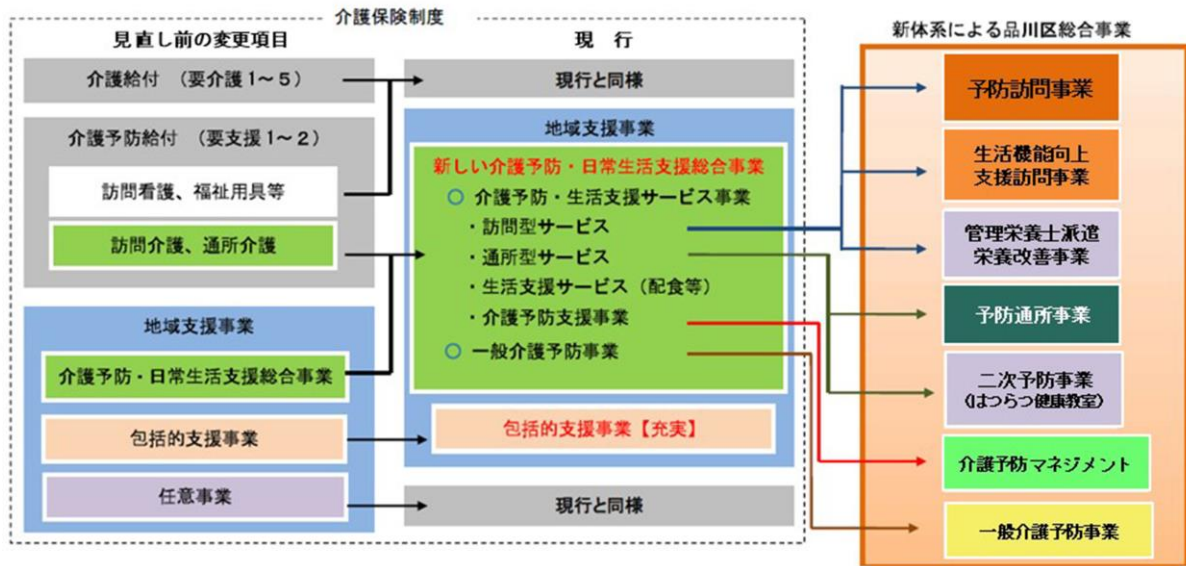 介護保険制度
見直し前の変更項目
介護給付 (要介護1~5)
介護予防給付 (要支援1~2)
訪問看護、福祉用具等
訪問介護、通所介護
地域支援事業
介護予防・日常生活支援総合事業
包括的支援事業
任意事業
現 行
現行と同様
地域支援事業
新しい介護予防・日常生活支援総合事業
○ 介護予防・生活支援サービス事業
・訪問型サービス
・通所型サービス
・生活支援サービス(配食等)
・介護予防支援事業
○ 一般介護予防事業
包括的支援事業【充実】
現行と同様
新体系による品川区総合事業
予防訪問事業
生活機能向上
支援訪問事業
管理栄養士派遣
栄養改善事業
予防通所事業
二次予防事業
(はつらつ健康教室)
介護予防マネジメント
一般介護予防事業